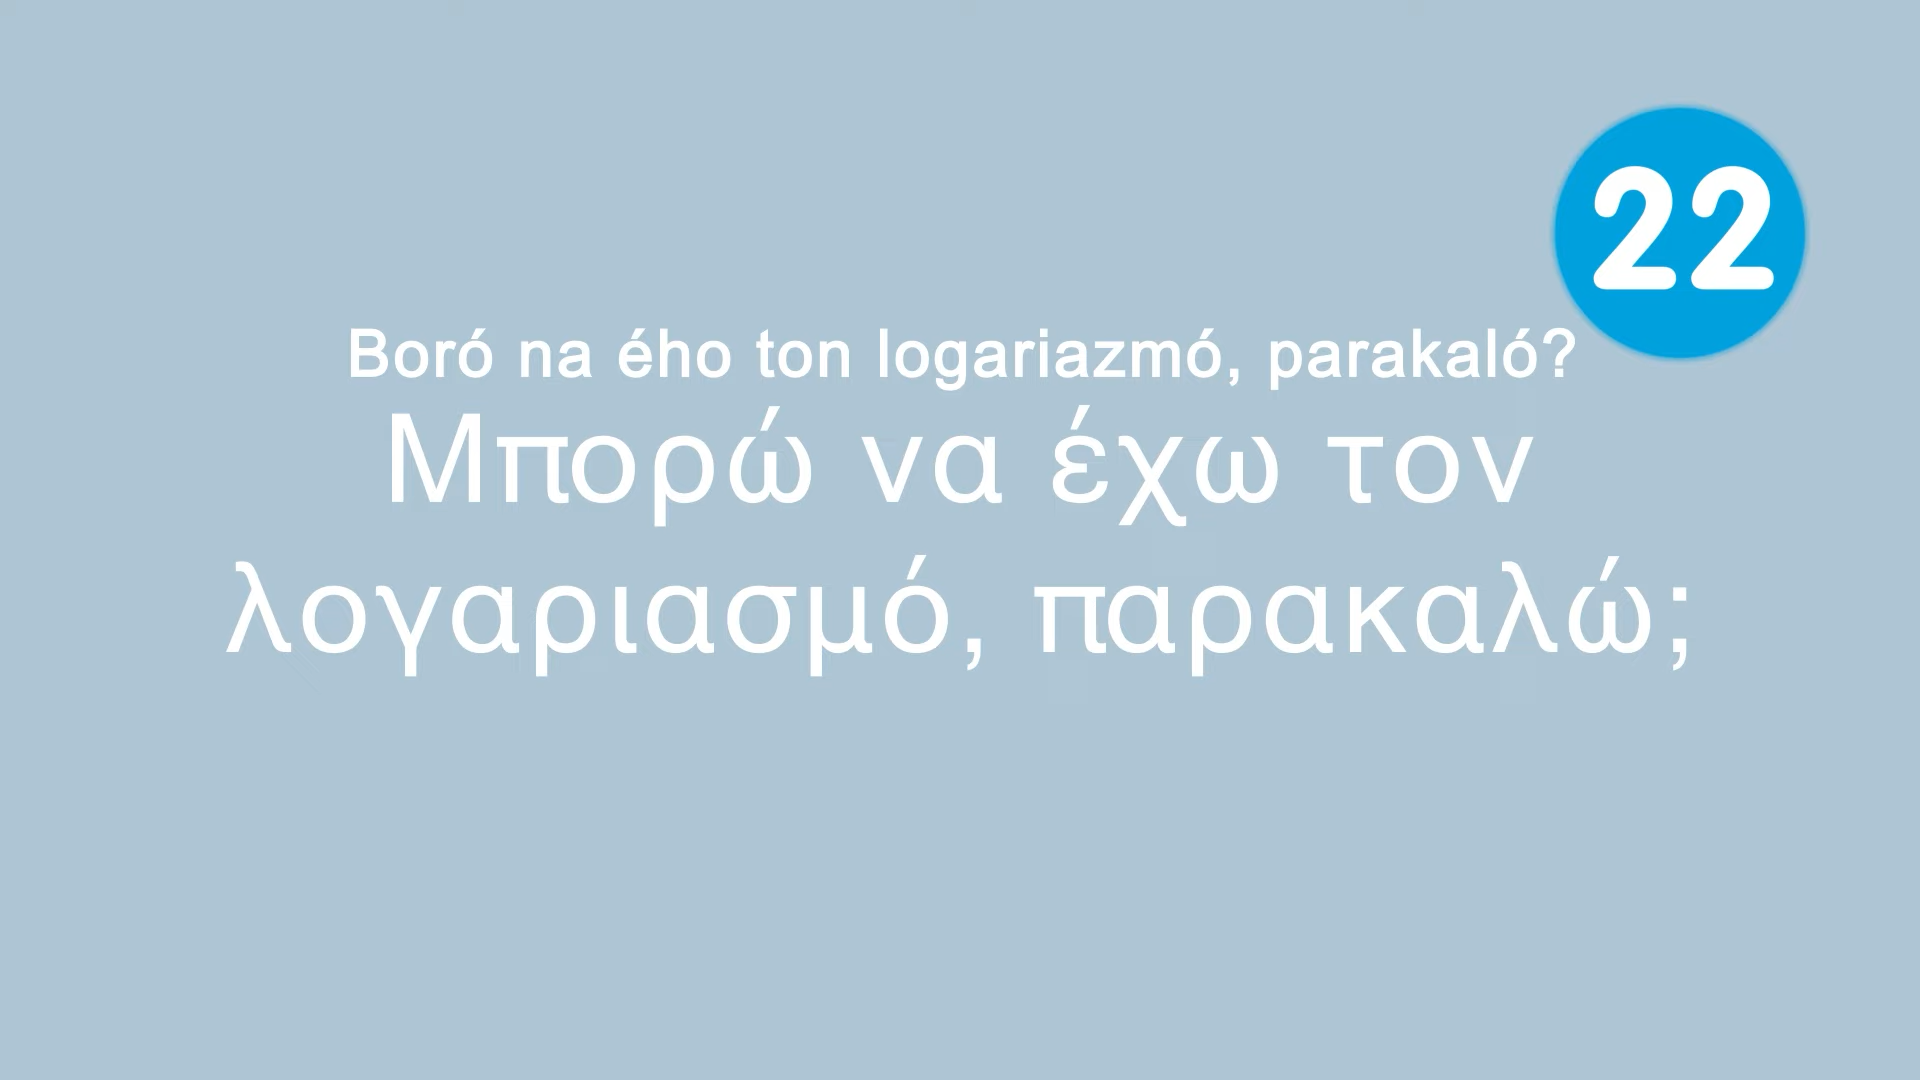 22
Boró na ého ton logariazmó, parakaló?
Μπορώ να έχω τον
λογαριασμό, παρακαλώ;